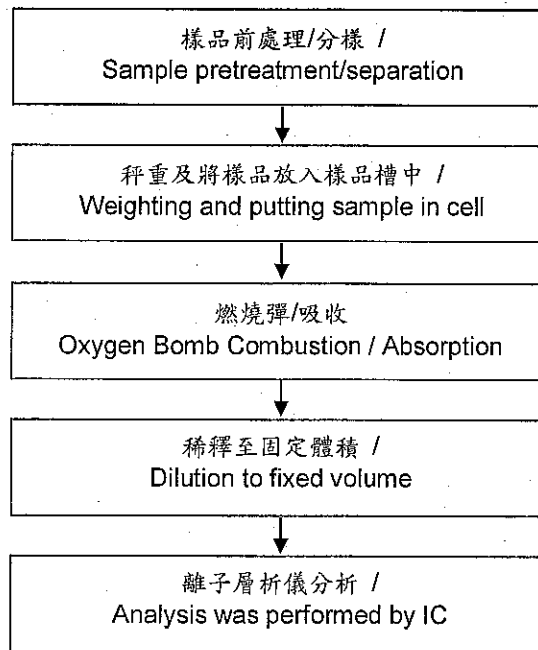 樣品前處理/分樣 /
Sample pretreatment/separation
秤重及將樣品放入樣品槽中 /
Weighting and putting sample in cell
燃燒彈/吸收
Oxygen Bomb Combustion / Absorption
稀釋至固定體積 /
Dilution to fixed volume
離子層析儀分析 /
Analysis was performed by IC